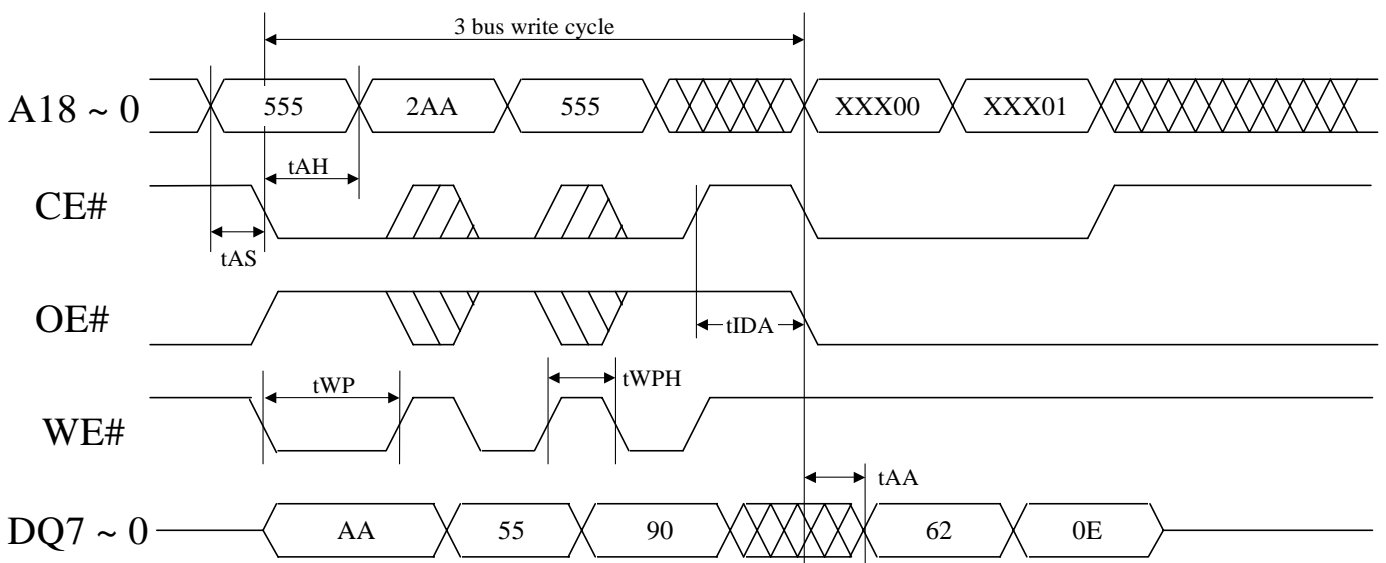 3 bus write cycle
A18 ~ 0
555
2AA
555
XXX00
XXX01
tAH
CE#
tAS
OE#
tIDA
tWP
tWPH
WE#
tAA
DQ7 ~ 0
AA
55
90
62
0E